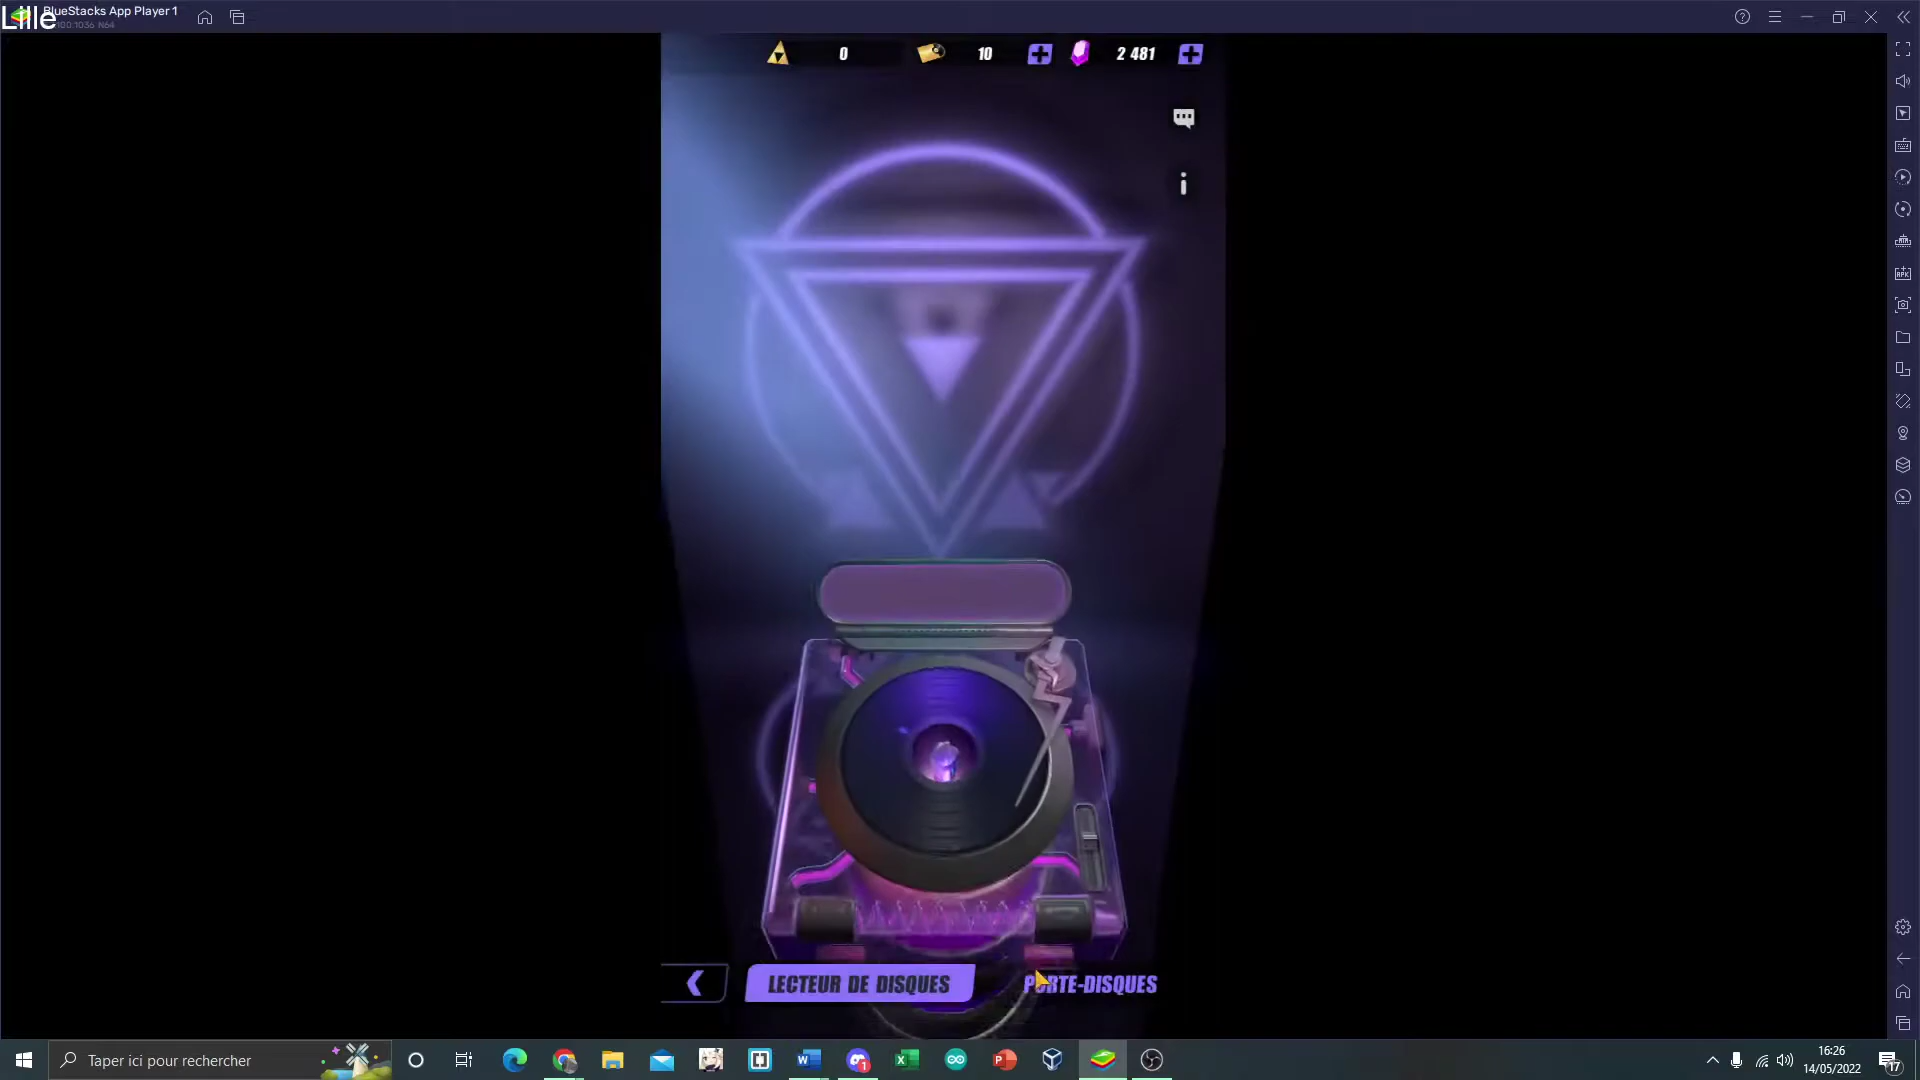 Lille
BlueStacks App Player 1
0
10
2 481
LECTEUR DE DISQUES
PORTE-DISQUES
Taper ici pour rechercher
16:26
14/05/2022
17